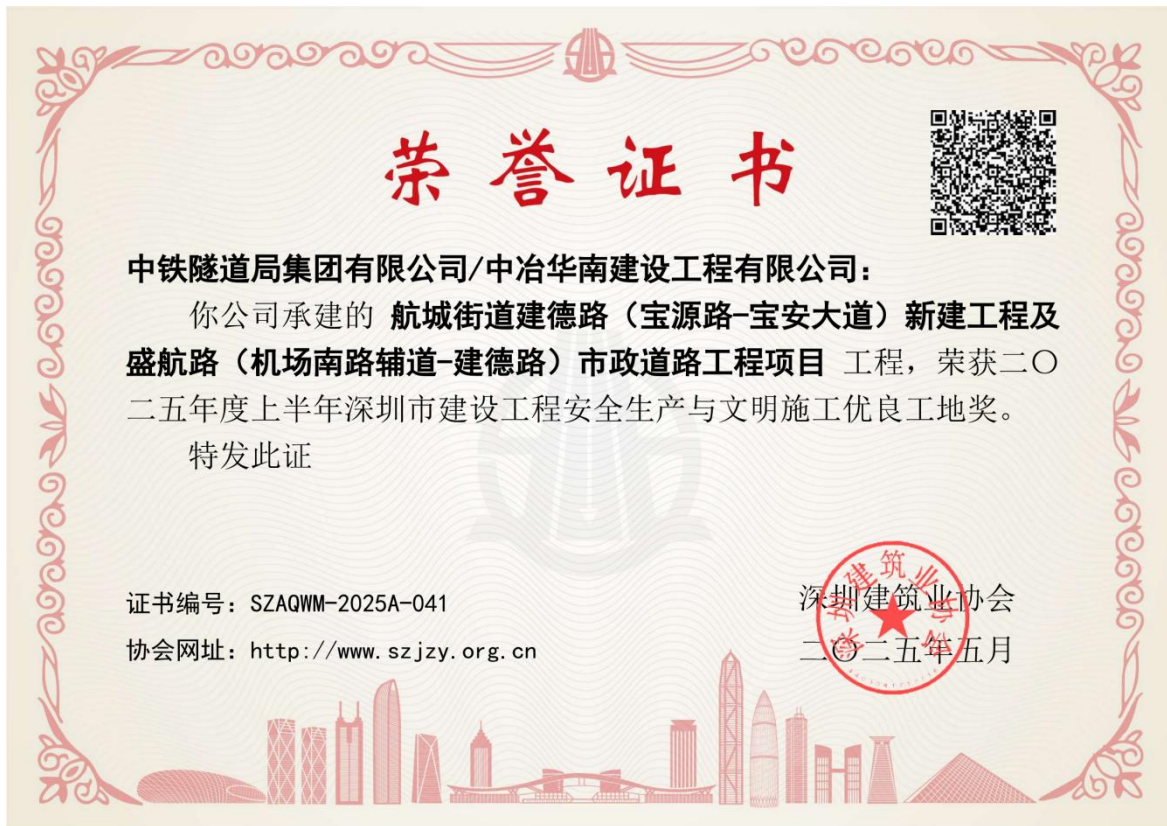 荣誉证书
中铁隧道局集团有限公司/中冶华南建设工程有限公司：
你公司承建的 航城街道建德路（宝源路-宝安大道）新建工程及
盛航路（机场南路辅道-建德路）市政道路工程项目 工程，荣获二〇
二五年度上半年深圳市建设工程安全生产与文明施工优良工地奖。
特发此证
证书编号：SZAQWM-2025A-041
深圳建筑业协会
协会网址：http://www.szjzy.org.cn
二〇二五年五月
深圳建筑业协会